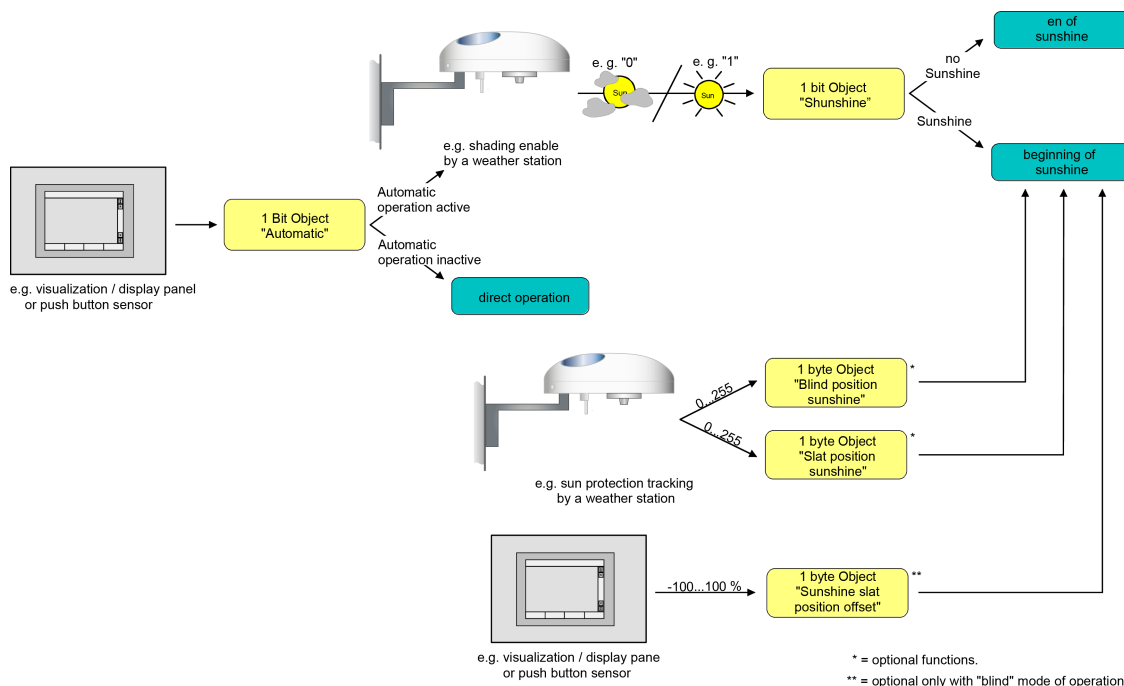 en of
sunshine
e. g. "0"
e. g. "1"
no
Sunshine
Sun
Sun
1 bit Object
"Shunshine"
Sunshine
e.g. shading enable
by a weather station
beginning of
sunshine
Automatic
operation active
1 Bit Object
"Automatic"
Automatic
operation inactive
e.g. visualization / display panel
or push button sensor
direct operation
0...255
1 byte Object
"Blind position
sunshine"
*
0...255
1 byte Object
"Slat position
sunshine"
*
e.g. sun protection tracking
by a weather station
-100...100 %
1 byte Object
"Sunshine slat
position offset"
**
e.g. visualization / display pane
or push button sensor
* = optional functions.
** = optional only with "blind" mode of operation